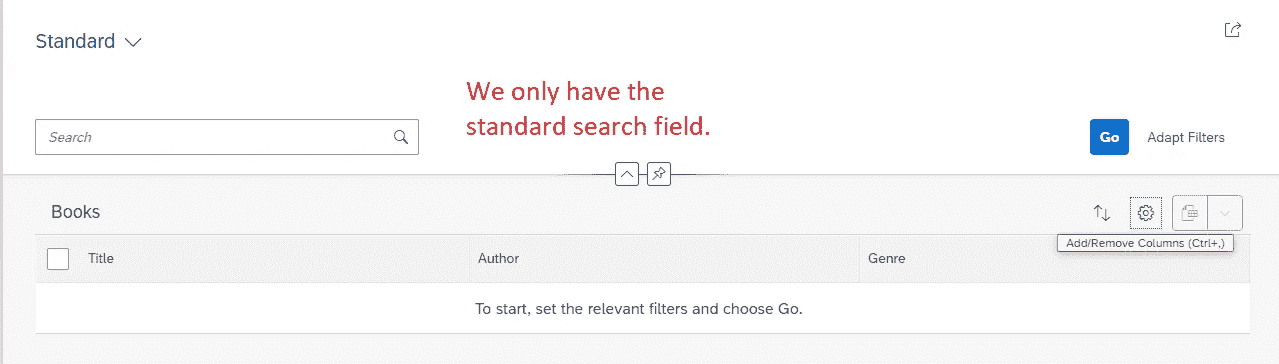 Standard
We only have the
standard search field.
Search
Go
Adapt Filters
Books
Add/Remove Columns (Ctrl+,)
Title
Author
Genre
To start, set the relevant filters and choose Go.